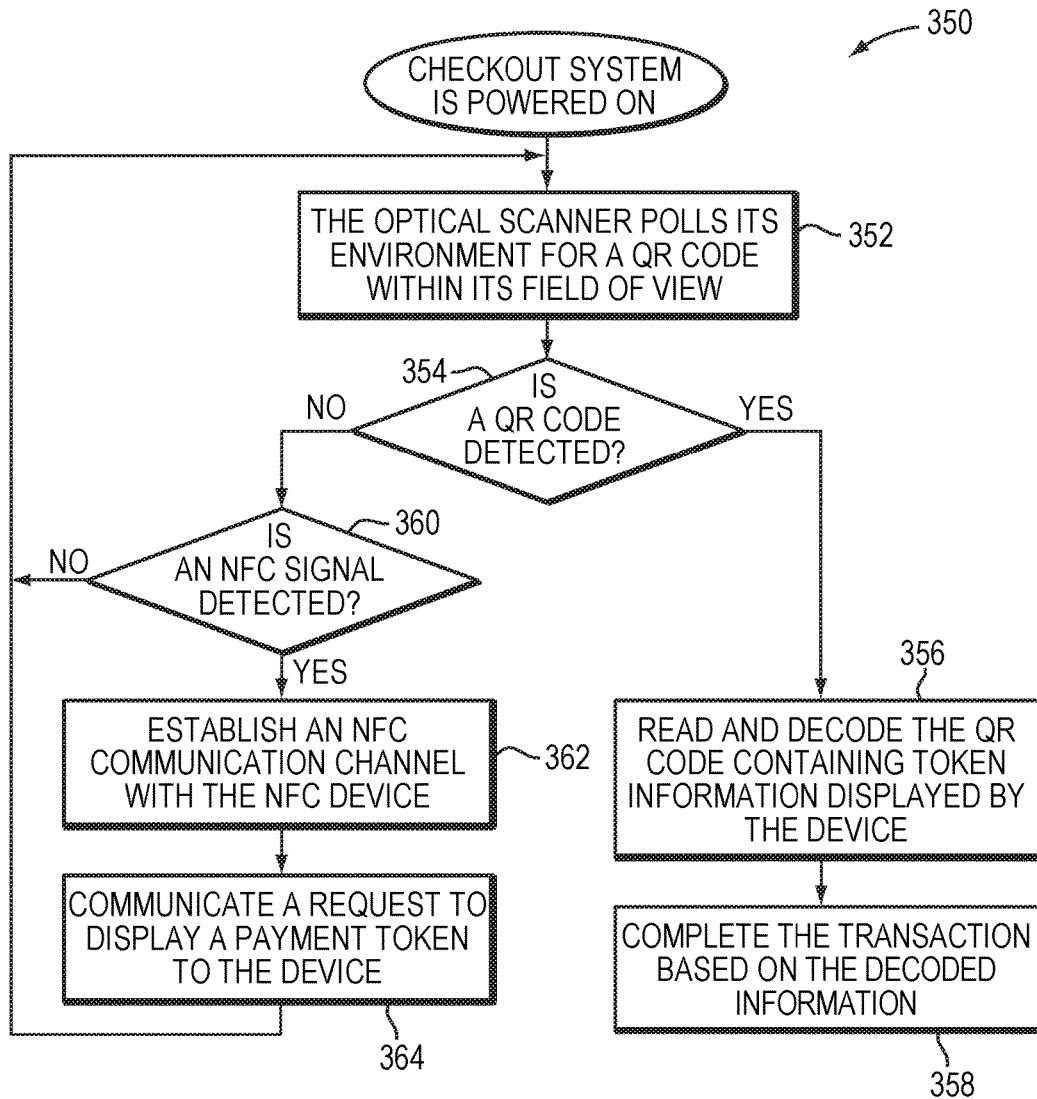 350
CHECKOUT SYSTEM
IS POWERED ON
THE OPTICAL SCANNER POLLS ITS
ENVIRONMENT FOR A QR CODE
WITHIN ITS FIELD OF VIEW
352
354
IS
A QR CODE
DETECTED?
NO
YES
360
IS
AN NFC SIGNAL
DETECTED?
NO
YES
ESTABLISH AN NFC
COMMUNICATION CHANNEL
WITH THE NFC DEVICE
362
COMMUNICATE A REQUEST TO
DISPLAY A PAYMENT TOKEN
TO THE DEVICE
364
356
READ AND DECODE THE QR
CODE CONTAINING TOKEN
INFORMATION DISPLAYED BY
THE DEVICE
COMPLETE THE TRANSACTION
BASED ON THE DECODED
INFORMATION
358